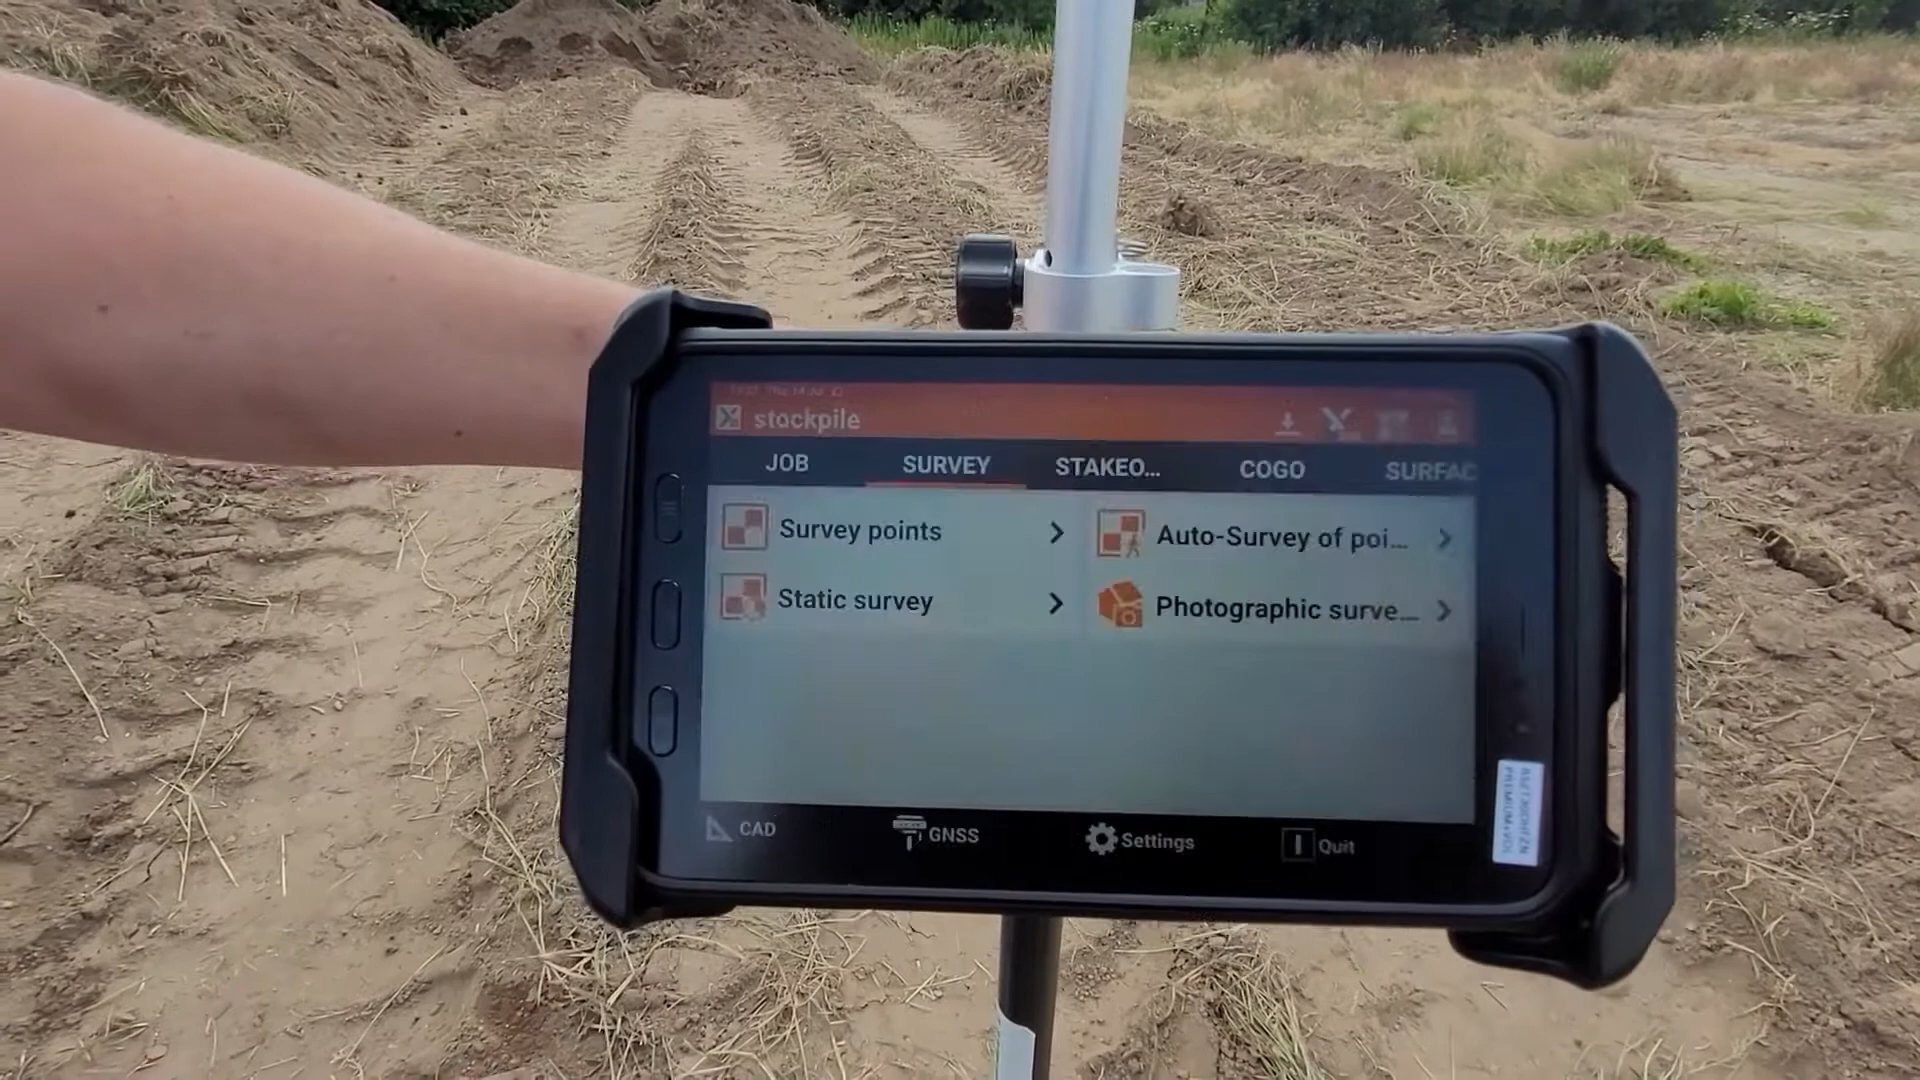 stockpile
JOB SURVEY STAKEO... COGO SURFAC
Survey points
Auto-Survey of poi...
Static survey
Photographic surve...
CAD GNSS Settings Quit